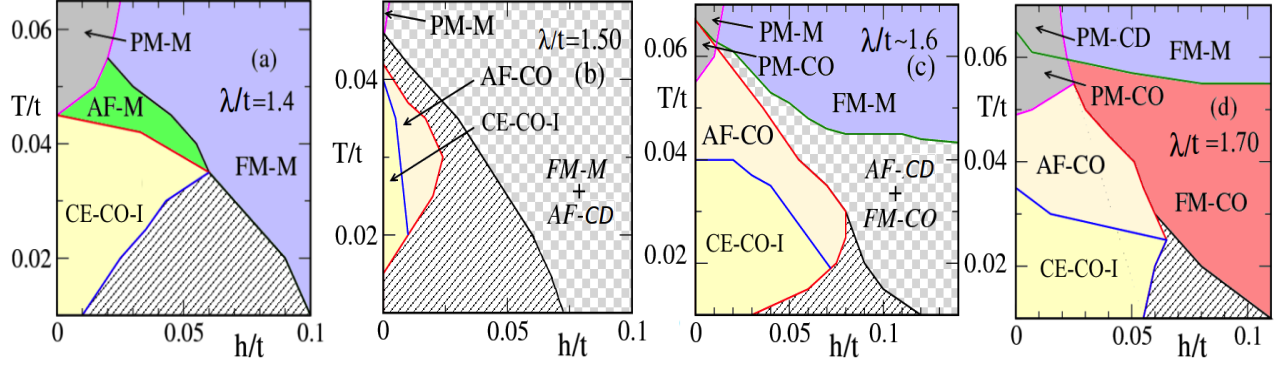 0.06
T/t
0.04
0.02
0
0.05
0.1
h/t
PM-M
(a)
λ/t=1.4
AF-M
FM-M
CE-CO-I
0.04
T/t
0.02
0
0.05
0.1
h/t
PM-M
λ/t=1.50
AF-CO
(b)
CE-CO-I
FM-M
+
AF-CD
0.06
T/t
0.04
0.02
0
0.05
0.1
h/t
PM-M
λ/t~1.6
PM-CO
(c)
FM-M
AF-CO
AF-CD
+
FM-CO
CE-CO-I
0.06
T/t
0.04
0.02
0
0.05
0.1
h/t
PM-CD
FM-M
PM-CO
(d)
λ/t=1.70
AF-CO
FM-CO
CE-CO-I